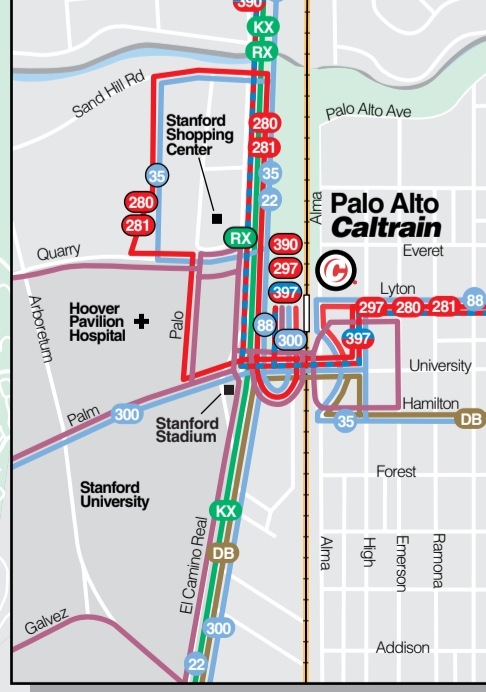 390
KX
RX
Sand Hill Rd
Palo Alto Ave
280
281
Stanford
Shopping
Center
35
35
22
280
281
Alma
Palo Alto
Caltrain
RX
390
297
397
C
Everet
Quarry
Lyton
88
297
280
281
Arboretum
Hoover
Pavilion
Hospital
Palo
88
300
397
University
Palm
300
Stanford
Stadium
Hamilton
35
DB
Forest
Stanford
University
KX
DB
El Camino Real
Alma
High
Emerson
Ramona
Galvez
300
22
Addison